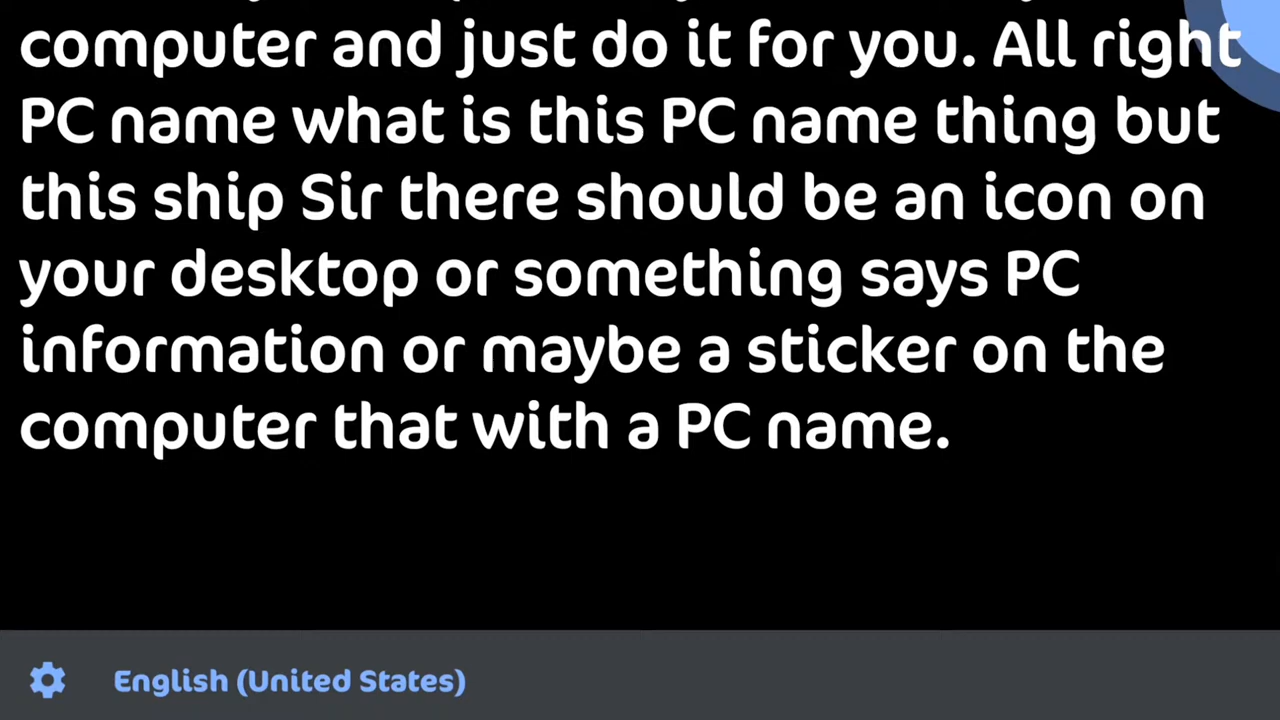 computer and just do it for you. All right
PC name what is this PC name thing but
this ship Sir there should be an icon on
your desktop or something says PC
information or maybe a sticker on the
computer that with a PC name.
English (United States)